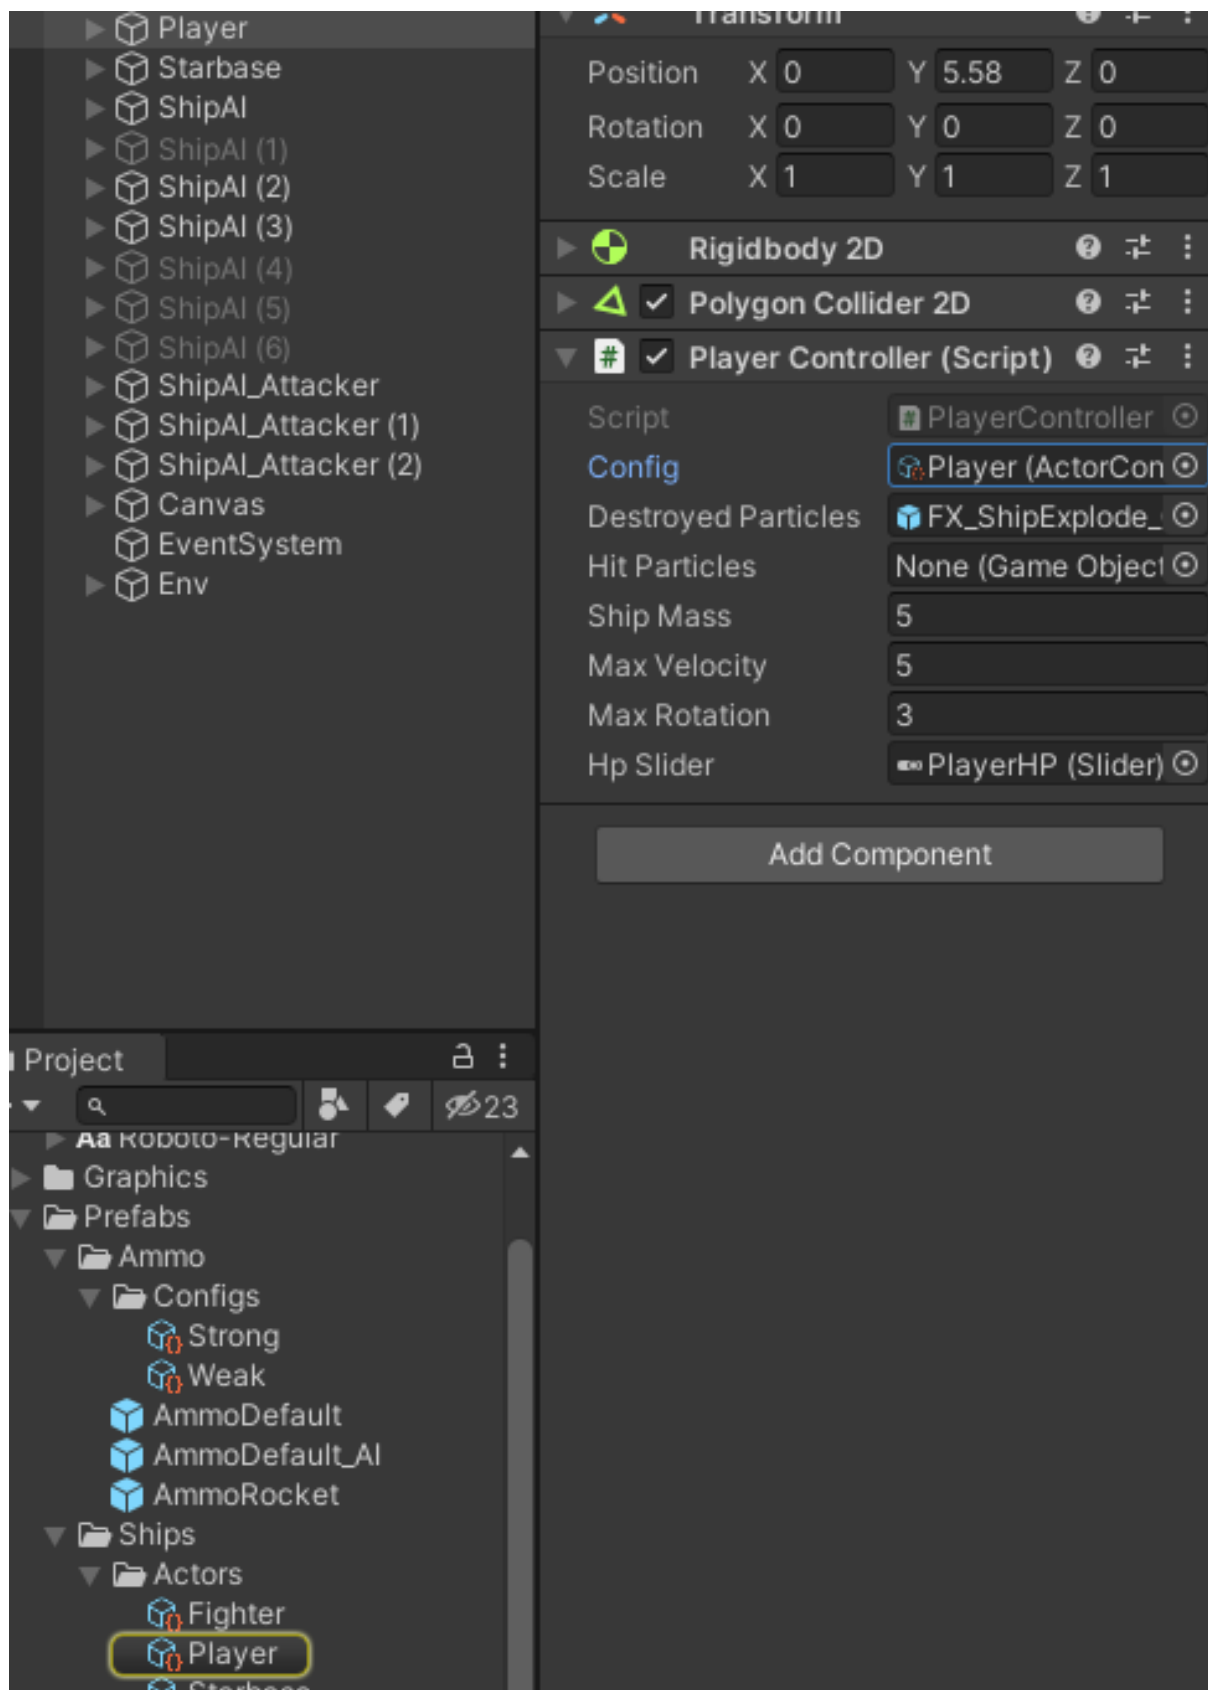 Player
Starbase
ShipAI
ShipAI (1)
ShipAI (2)
ShipAI (3)
ShipAI (4)
ShipAI (5)
ShipAI (6)
ShipAI_Attacker
ShipAI_Attacker (1)
ShipAI_Attacker (2)
Canvas
EventSystem
Env
Transform
Position X 0 Y 5.58 Z 0
Rotation X 0 Y 0 Z 0
Scale X 1 Y 1 Z 1
Rigidbody 2D
Polygon Collider 2D
# Player Controller (Script)
Script # PlayerController
Config Player (ActorCon
Destroyed Particles FX_ShipExplode_
Hit Particles None (Game Object
Ship Mass 5
Max Velocity 5
Max Rotation 3
Hp Slider PlayerHP (Slider)
Add Component
Project
23
Aa Roboto-Regular
Graphics
Prefabs
Ammo
Configs
Strong
Weak
AmmoDefault
AmmoDefault_AI
AmmoRocket
Ships
Actors
Fighter
Player
Starbase